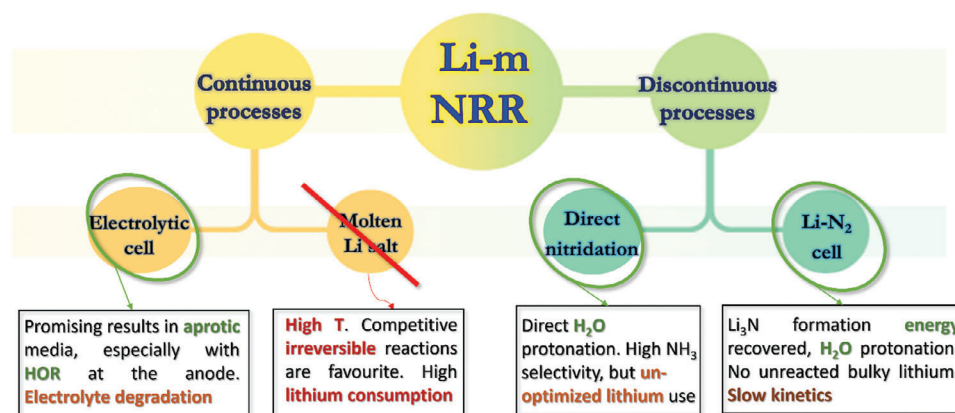 Li-m
NRR
Continuous
processes
Discontinuous
processes
Electrolytic
cell
Molten
Li salt
Direct
nitridation
Li-N₂
cell
Promising results in aprotic
media, especially with
HOR at the anode.
Electrolyte degradation
High T. Competitive
irreversible reactions
are favourite. High
lithium consumption
Direct H₂O
protonation. High NH₃
selectivity, but un-
optimized lithium use
Li₃N formation energy
recovered, H₂O protonation.
No unreacted bulky lithium.
Slow kinetics